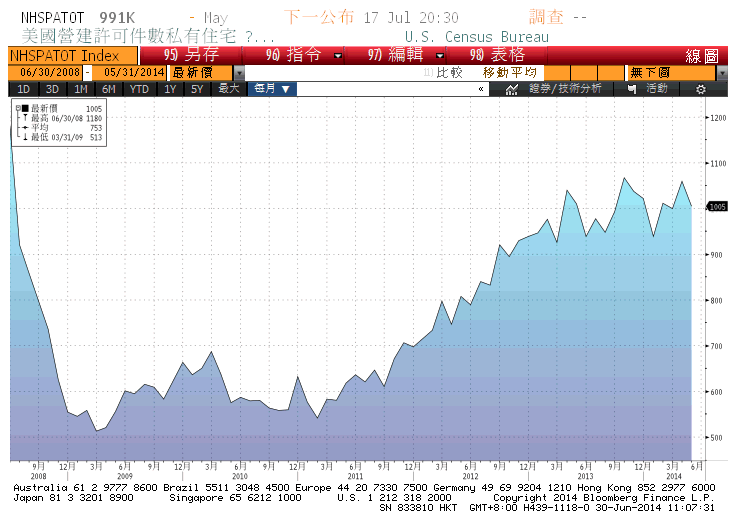 NHSPATOT 991K - May 下一公布 17 Jul 20:30 調查 --
美國營建許可件數私有住宅 ?... U.S. Census Bureau
NHSPATOT Index 95) 另存 96) 指令 97) 編輯 98) 表格 線圖
06/30/2008 - 05/31/2014 最新價 比較 移動平均 無下圖
1D 3D 1M 6M YTD 1Y 5Y 最大 每月 ▼ « 證券/技術分析 活動
最新價 1005
最高 06/30/08 1180
平均 753
最低 03/31/09 513
1200
1100
1005
900
800
700
600
500
9月 12月 3月 6月 9月 12月 3月 6月 9月 12月 3月 6月 9月 12月 3月 6月 9月 12月 3月 6月 9月 12月 3月 6月
2008 2009 2010 2011 2012 2013 2014
Australia 61 2 9777 8600 Brazil 5511 3048 4500 Europe 44 20 7330 7500 Germany 49 69 9204 1210 Hong Kong 852 2977 6000
Japan 81 3 3201 8900 Singapore 65 6212 1000 U.S. 1 212 318 2000 Copyright 2014 Bloomberg Finance L.P.
SN 833810 HKT GMT+8:00 H439-1118-0 30-Jun-2014 11:07:31